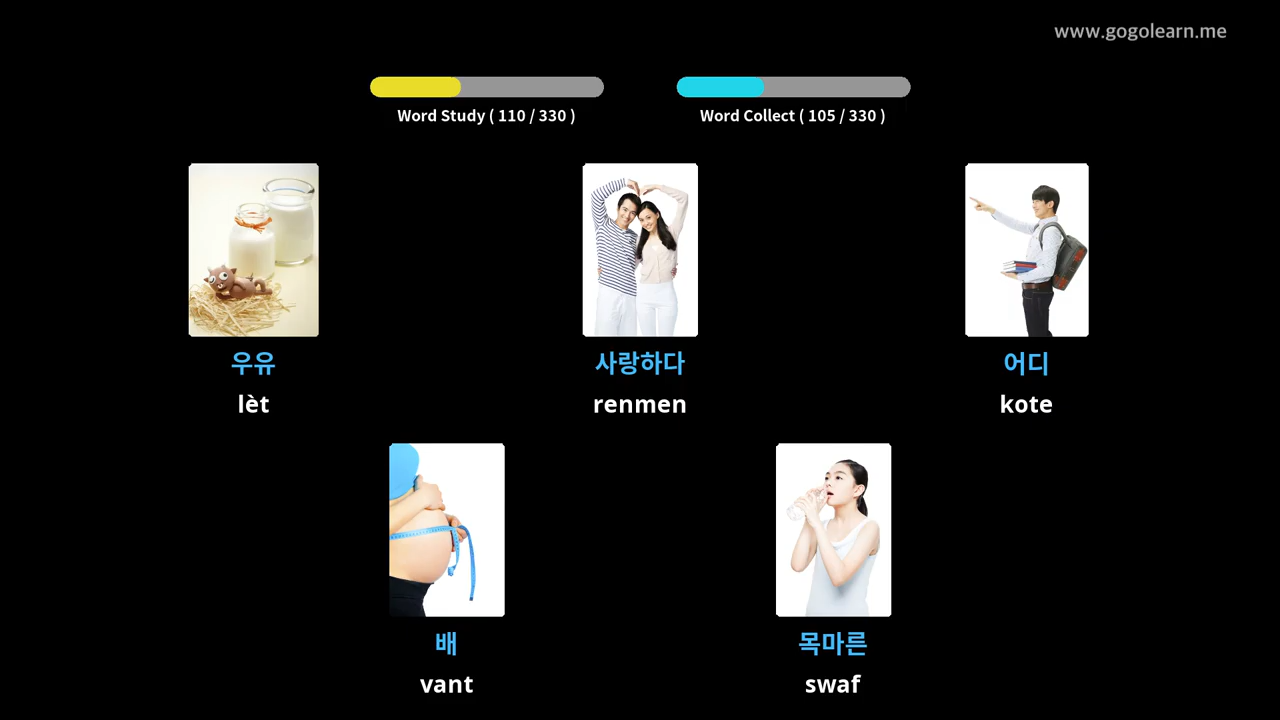 www.gogolearn.me
Word Study ( 110 / 330 )
Word Collect ( 105 / 330 )
우유
lèt
사랑하다
renmen
어디
kote
배
vant
목마른
swaf